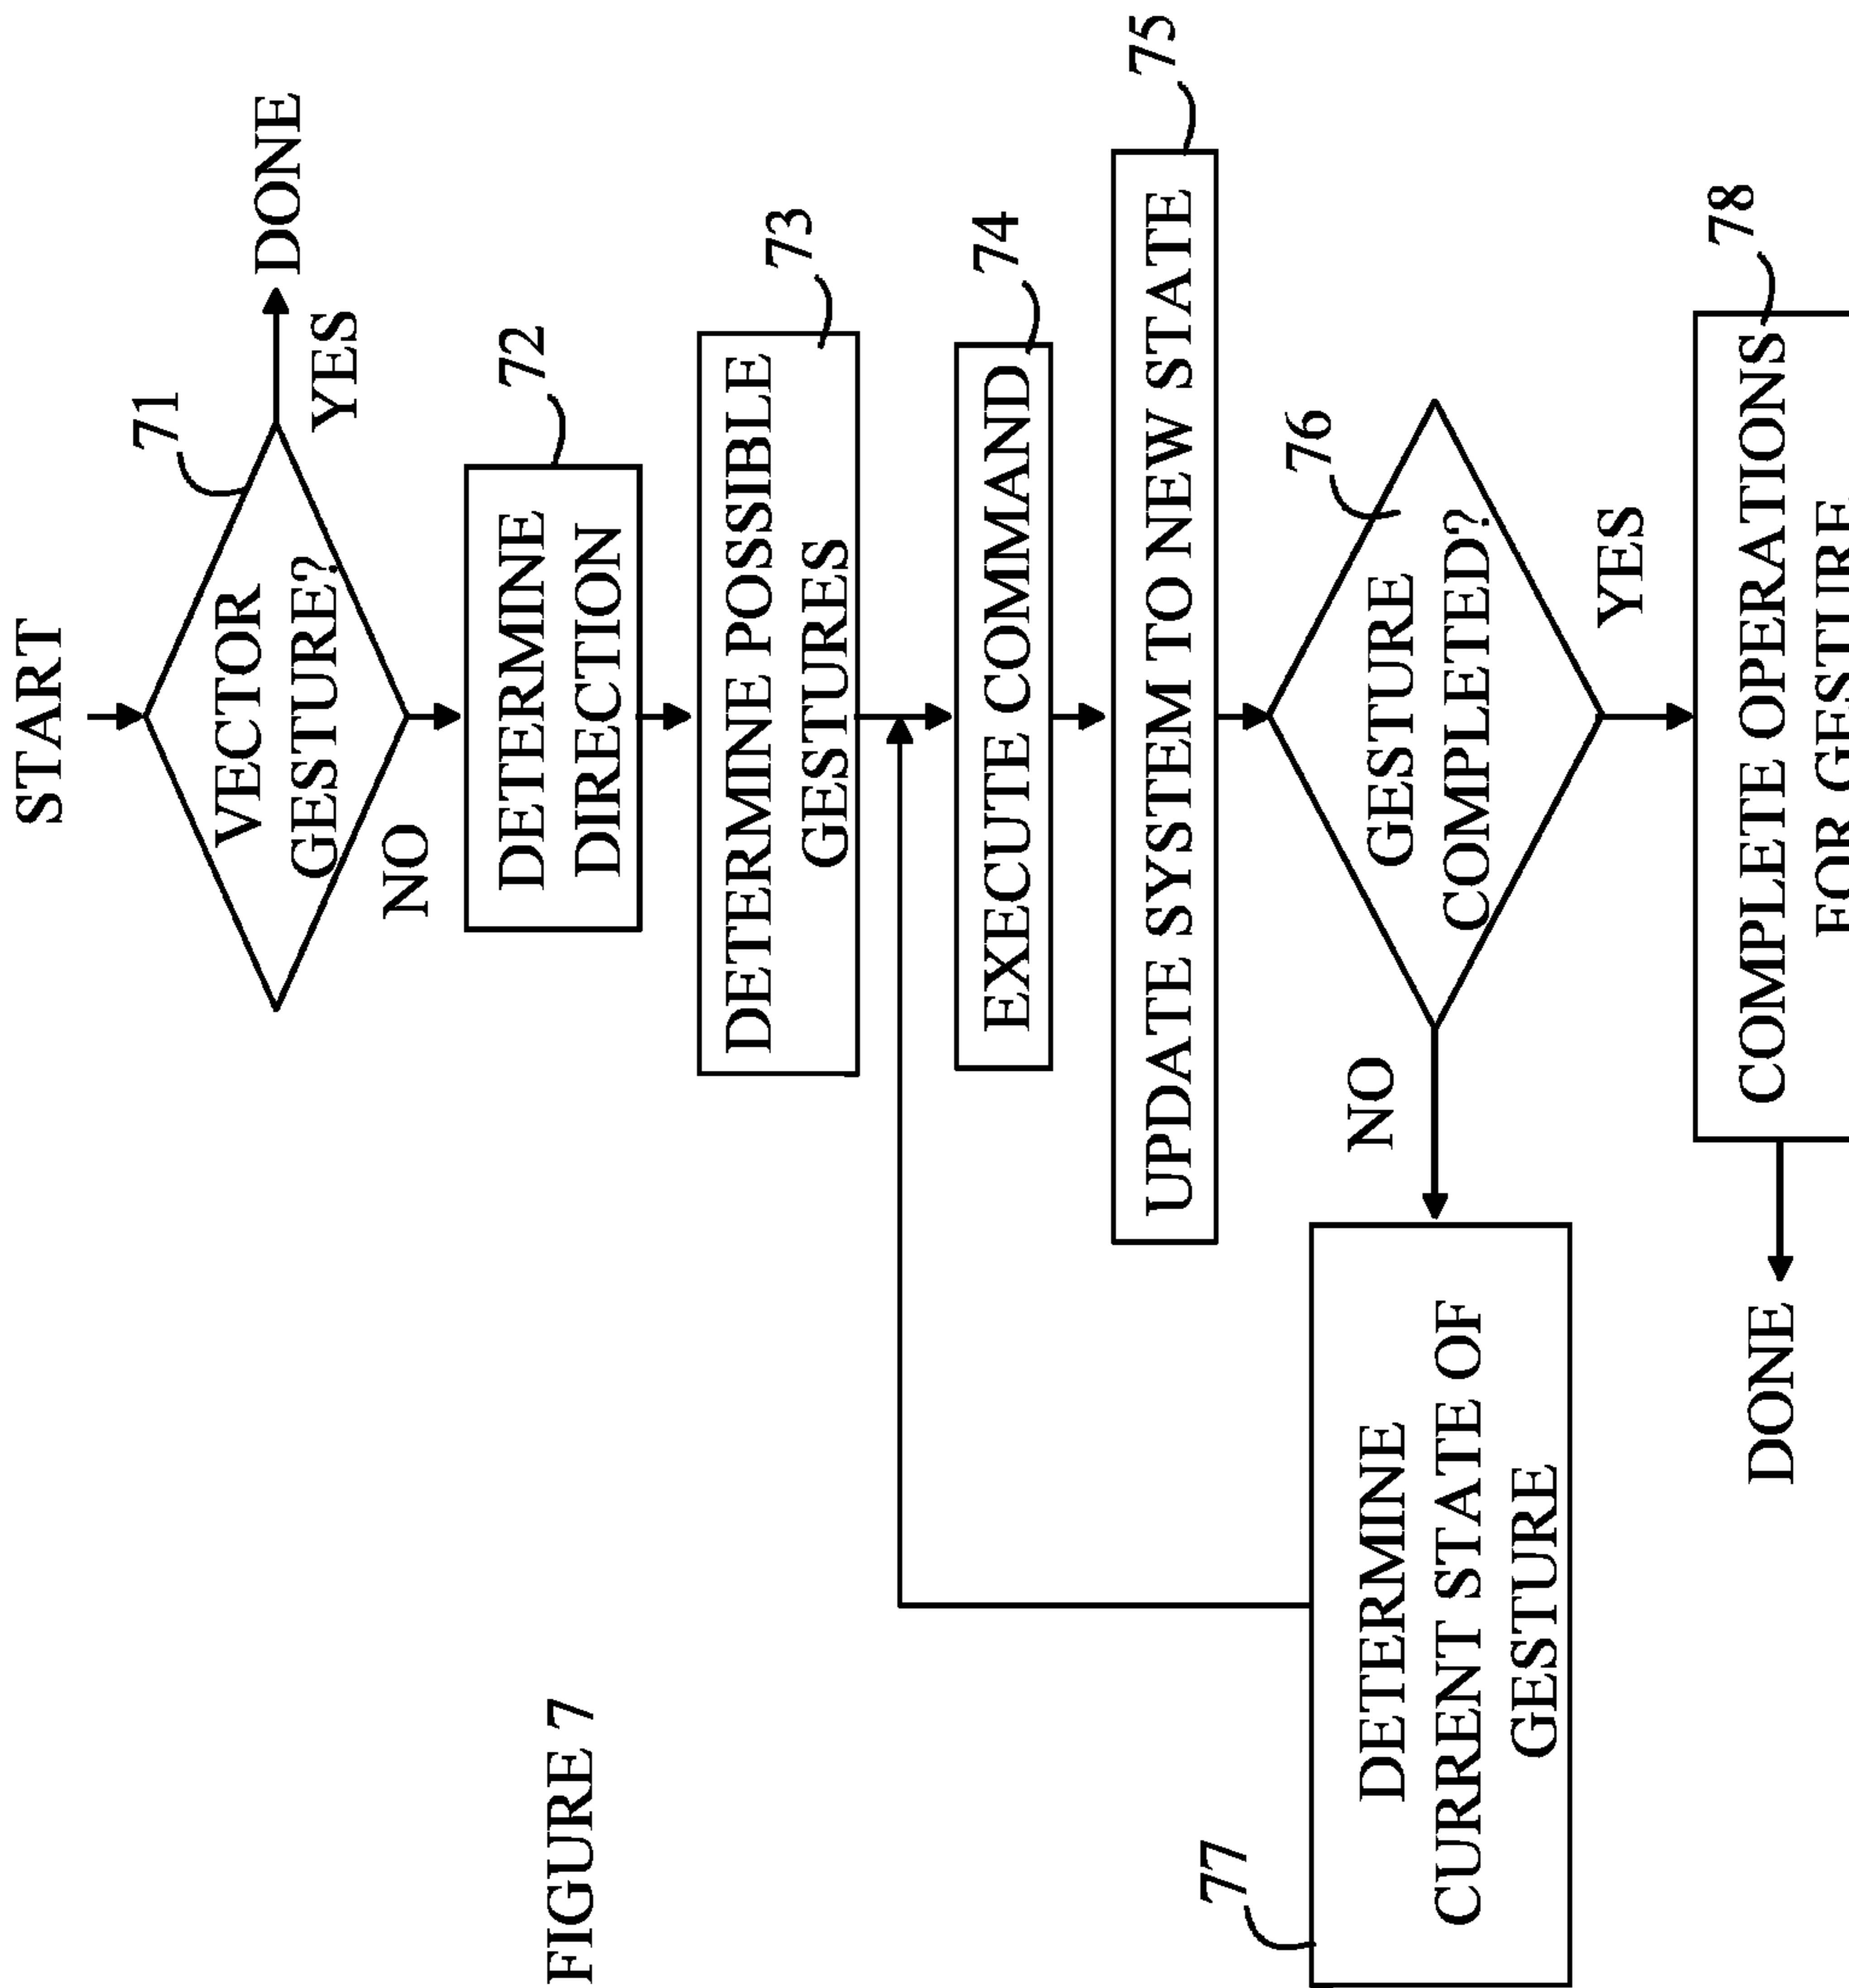 START
71
VECTOR
GESTURE?
DONE
YES
NO
72
DETERMINE
DIRECTION
73
DETERMINE POSSIBLE
GESTURES
74
EXECUTE COMMAND
75
UPDATE SYSTEM TO NEW STATE
76
GESTURE
COMPLETED?
NO
YES
77
DETERMINE
CURRENT STATE OF
GESTURE
78
COMPLETE OPERATIONS
FOR GESTURE
DONE
FIGURE 7